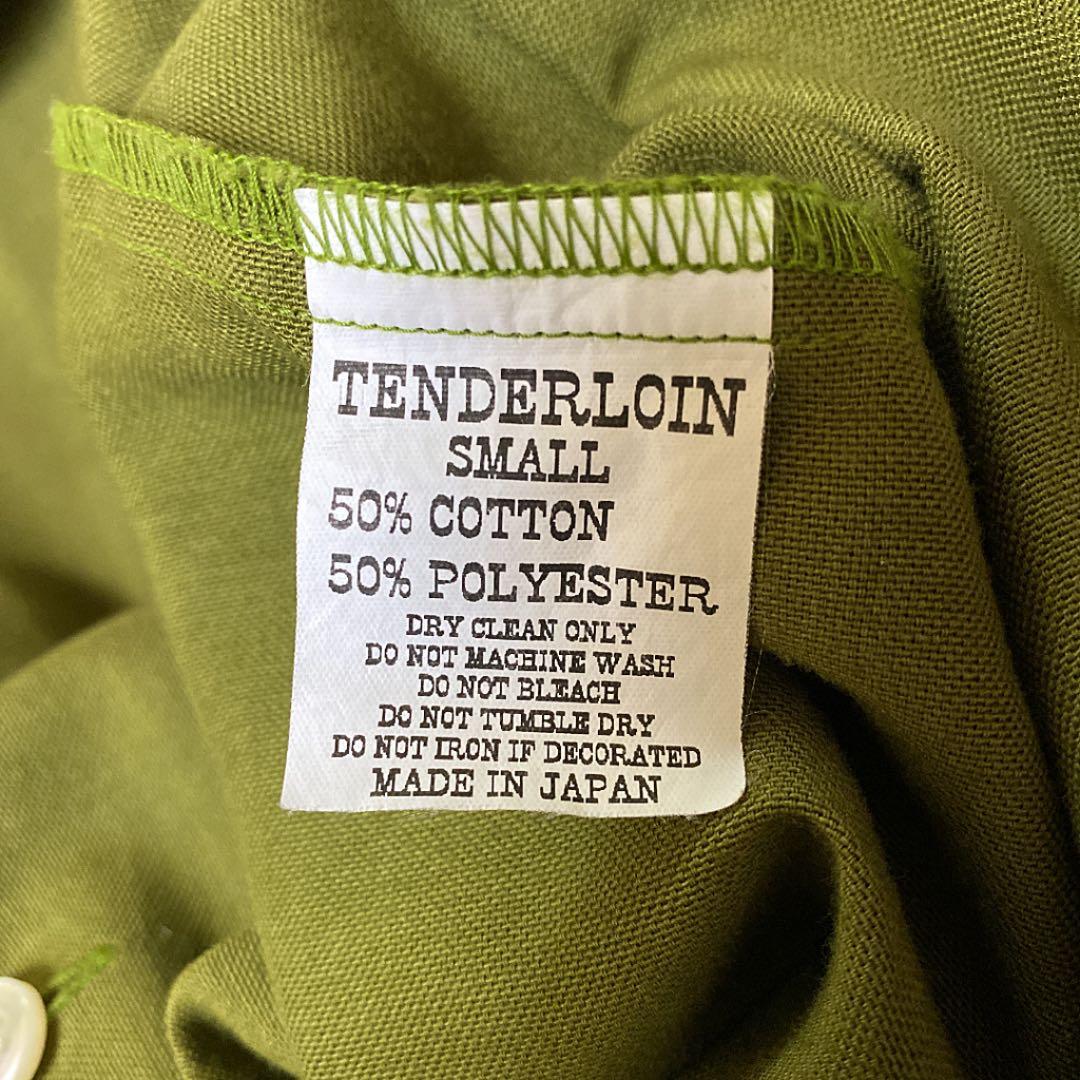 TENDERLOIN
SMALL
50% COTTON
50% POLYESTER
DRY CLEAN ONLY
DO NOT MACHINE WASH
DO NOT BLEACH
DO NOT TUMBLE DRY
DO NOT IRON IF DECORATED
MADE IN JAPAN